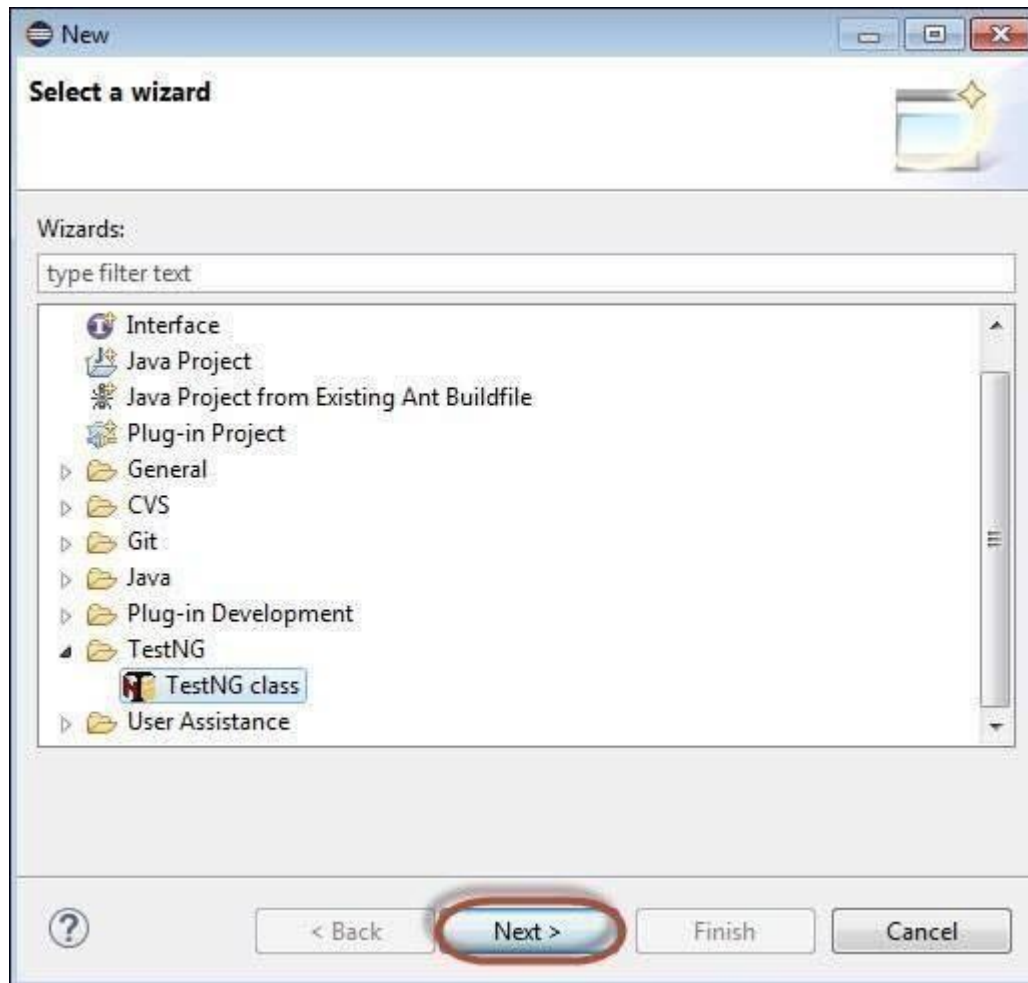 New
Select a wizard
Wizards:
type filter text
Interface
Java Project
Java Project from Existing Ant Buildfile
Plug-in Project
General
CVS
Git
Java
Plug-in Development
TestNG
TestNG class
User Assistance
? < Back Next > Finish Cancel